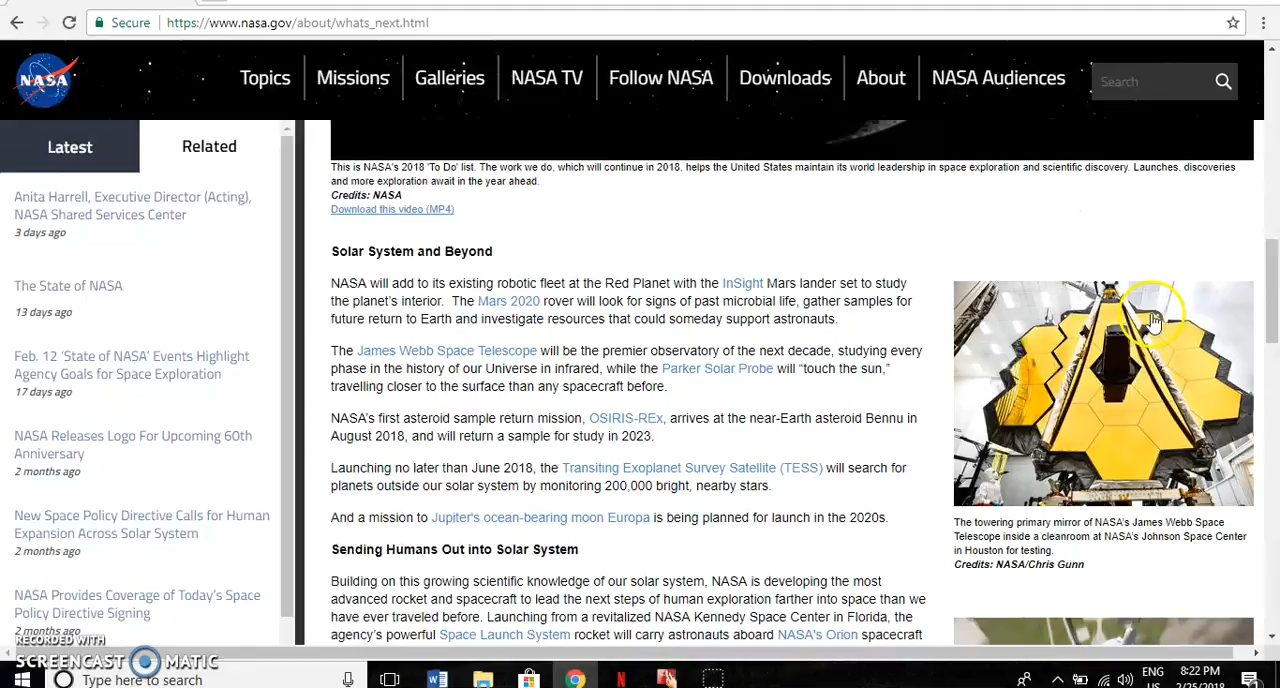 Secure
https://www.nasa.gov/about/whats_next.html
NASA
Topics
Missions
Galleries
NASA TV
Follow NASA
Downloads
About
NASA Audiences
Search
Latest
Related
Anita Harrell, Executive Director (Acting),
NASA Shared Services Center
3 days ago
The State of NASA
13 days ago
Feb. 12 ‘State of NASA’ Events Highlight
Agency Goals for Space Exploration
17 days ago
NASA Releases Logo For Upcoming 60th
Anniversary
2 months ago
New Space Policy Directive Calls for Human
Expansion Across Solar System
2 months ago
NASA Provides Coverage of Today's Space
Policy Directive Signing
2 months ago
This is NASA's 2018 'To Do' list. The work we do, which will continue in 2018, helps the United States maintain its world leadership in space exploration and scientific discovery. Launches, discoveries
and more exploration await in the year ahead.
Credits: NASA
Download this video (MP4)
Solar System and Beyond
NASA will add to its existing robotic fleet at the Red Planet with the InSight Mars lander set to study
the planet's interior. The Mars 2020 rover will look for signs of past microbial life, gather samples for
future return to Earth and investigate resources that could someday support astronauts.
The James Webb Space Telescope will be the premier observatory of the next decade, studying every
phase in the history of our Universe in infrared, while the Parker Solar Probe will “touch the sun,”
travelling closer to the surface than any spacecraft before.
NASA's first asteroid sample return mission, OSIRIS-REx, arrives at the near-Earth asteroid Bennu in
August 2018, and will return a sample for study in 2023.
Launching no later than June 2018, the Transiting Exoplanet Survey Satellite (TESS) will search for
planets outside our solar system by monitoring 200,000 bright, nearby stars.
And a mission to Jupiter's ocean-bearing moon Europa is being planned for launch in the 2020s.
Sending Humans Out into Solar System
Building on this growing scientific knowledge of our solar system, NASA is developing the most
advanced rocket and spacecraft to lead the next steps of human exploration farther into space than we
have ever traveled before. Launching from a revitalized NASA Kennedy Space Center in Florida, the
agency's powerful Space Launch System rocket will carry astronauts aboard NASA's Orion spacecraft
The towering primary mirror of NASA's James Webb Space
Telescope inside a cleanroom at NASA's Johnson Space Center
in Houston for testing.
Credits: NASA/Chris Gunn
RECORDED WITH
SCREENCAST MATIC
Type here to search
ENG
US
8:22 PM
2/25/2018